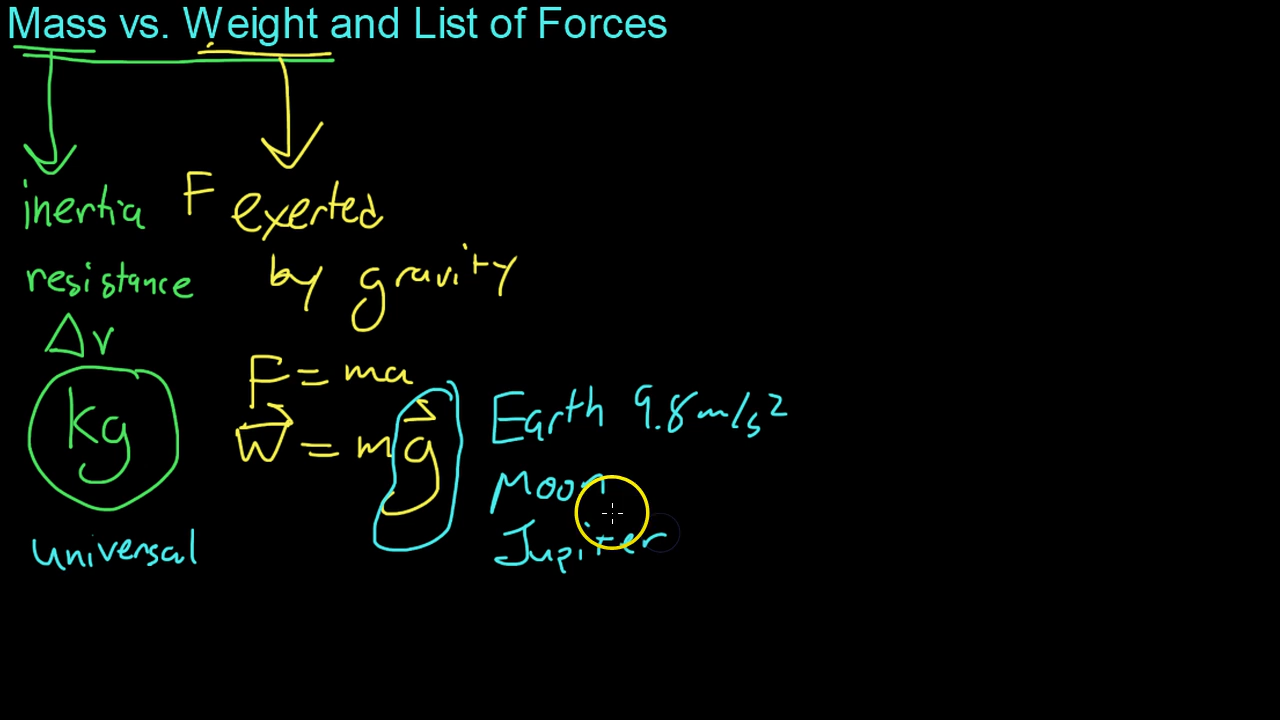 Mass vs. Weight and List of Forces
inertia
resistance
Δv
kg
universal
F exerted
by gravity
F = ma
w = mg
Earth 9.8m/s²
Moon
Jupiter